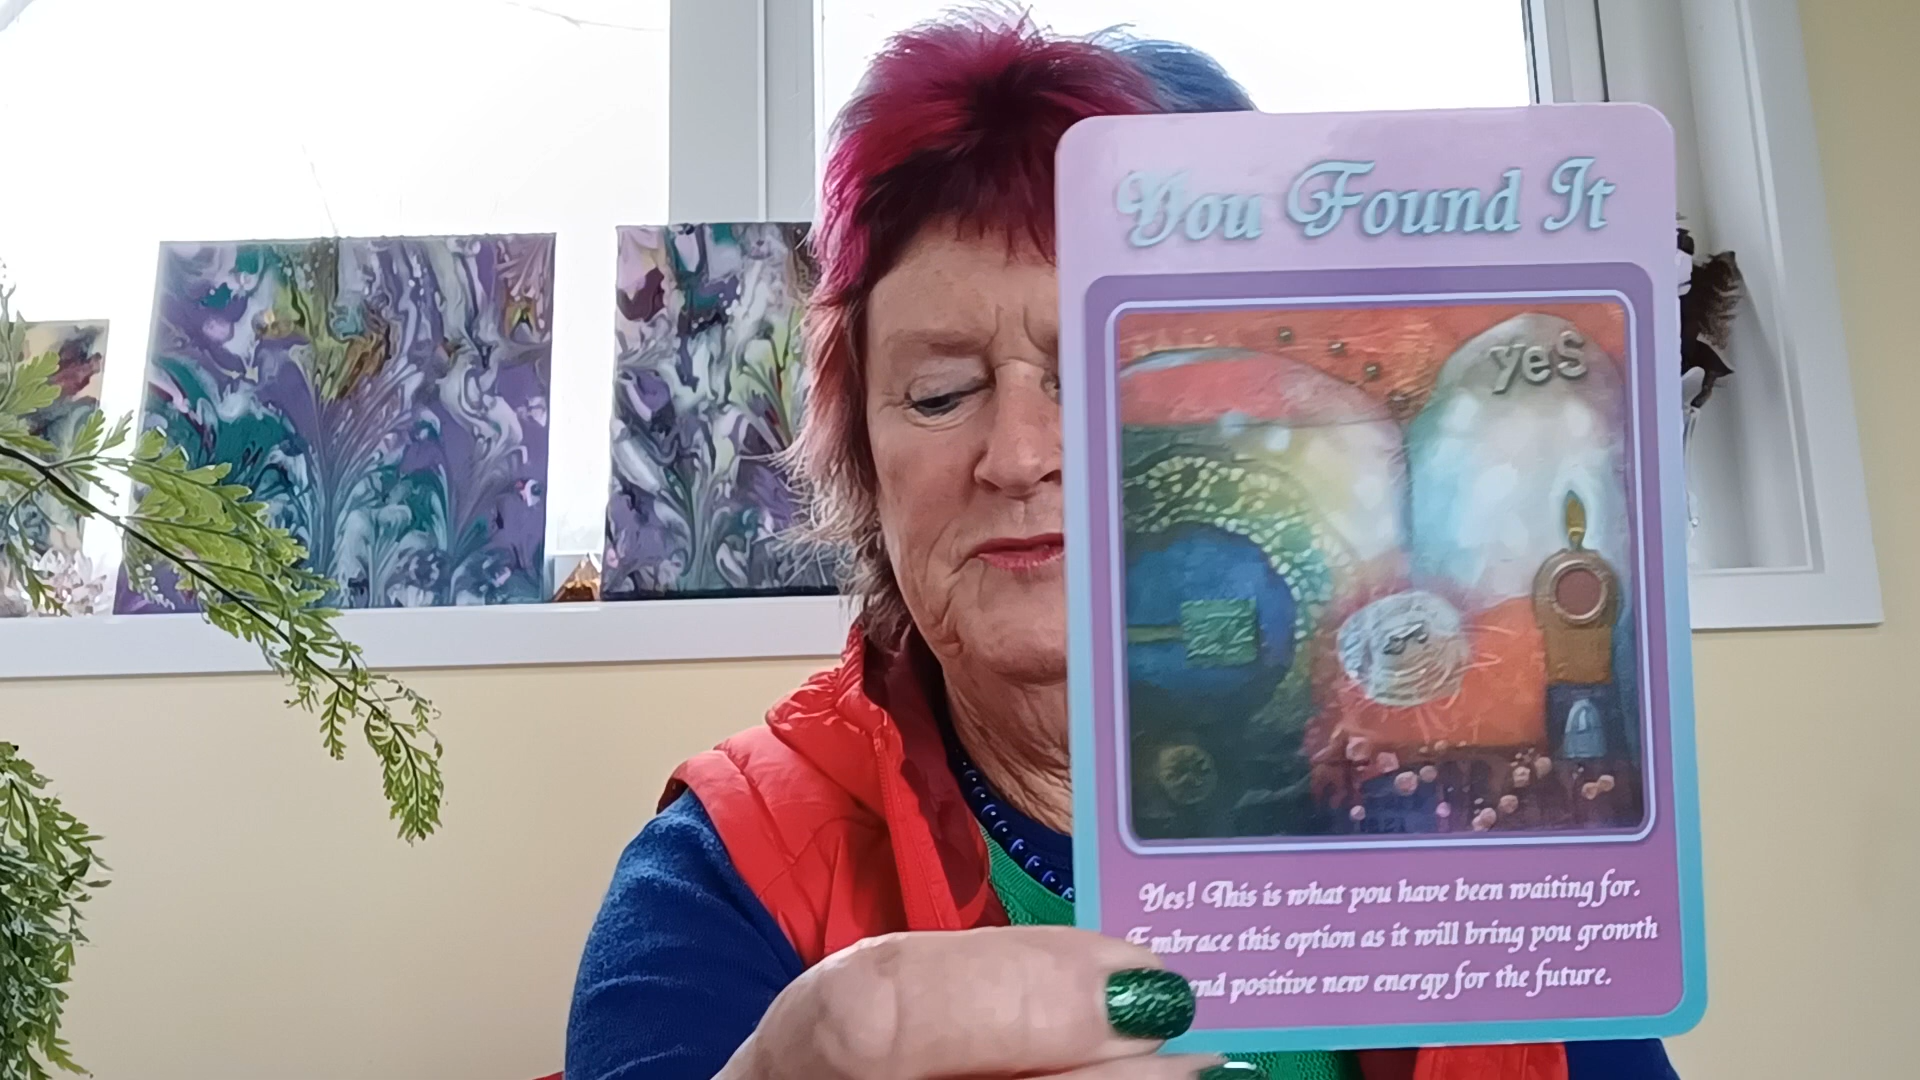 You Found It
yes
Yes! This is what you have been waiting for.
Embrace this option as it will bring you growth
and positive new energy for the future.